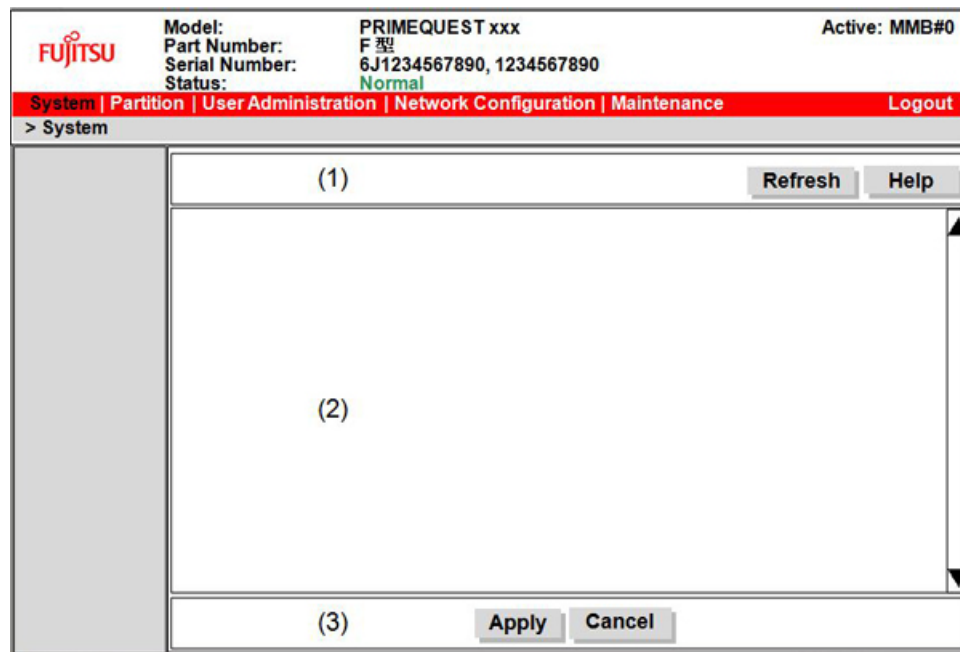 FUJITSU
Model: PRIMEQUEST xxx Active: MMB#0
Part Number: F 型
Serial Number: 6J1234567890, 1234567890
Status: Normal
System | Partition | User Administration | Network Configuration | Maintenance Logout
> System
(1) Refresh Help
(2)
(3) Apply Cancel